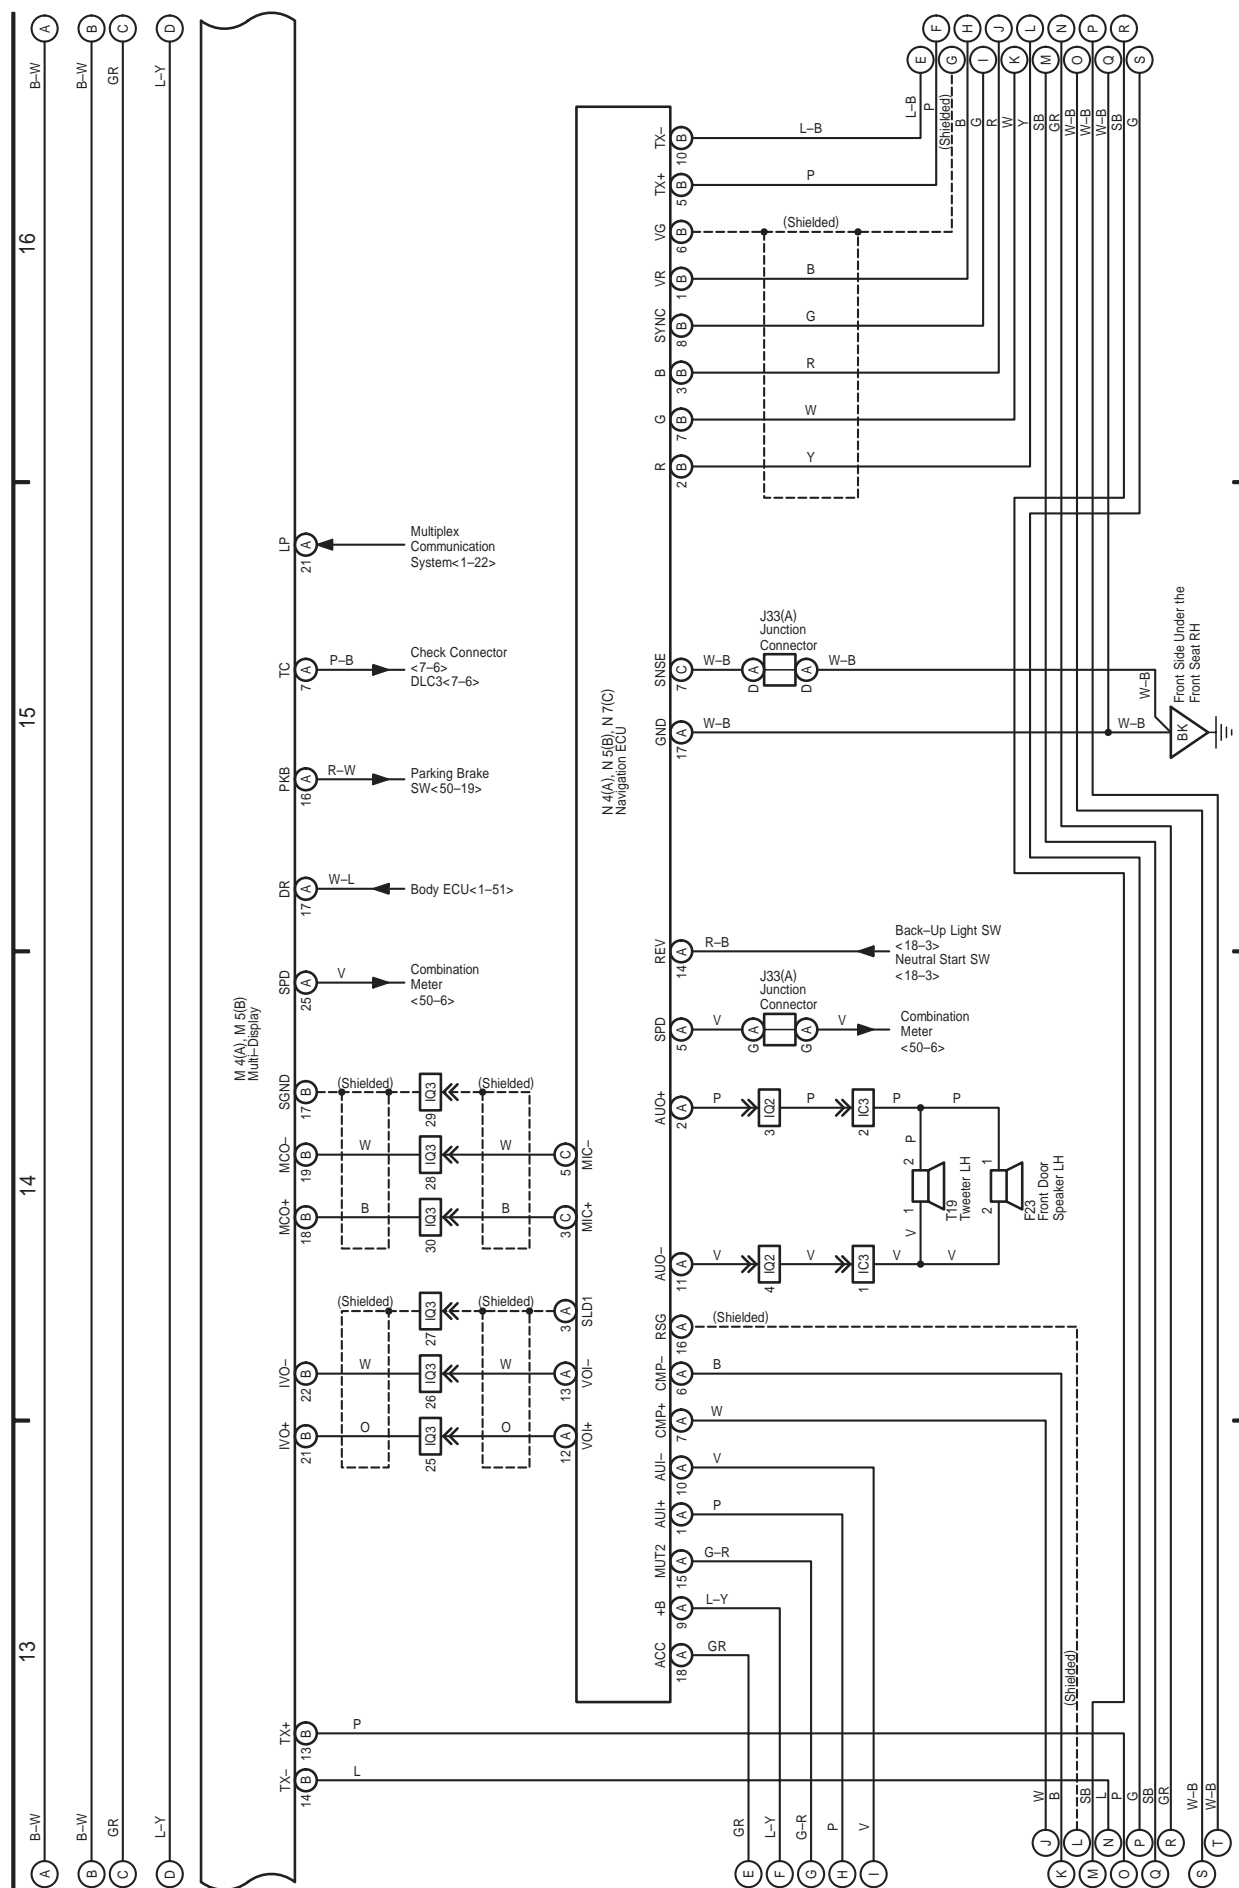 A
B
C
D
B–W
B–W
GR
L–Y
16
15
14
13
M 4(A), M 5(B)
Multi–Display
LP
A
21
Multiplex
Communication
System<1–22>
TC
A
7
P–B
Check Connector
<7–6>
DLC3<7–6>
PKB
A
16
R–W
Parking Brake
SW<50–19>
DR
A
17
W–L
Body ECU<1–51>
SPD
A
25
V
Combination
Meter
<50–6>
SGND
B
17
(Shielded)
IQ3
29
(Shielded)
MCO–
B
19
W
IQ3
28
W
C
5
MIC–
MCO+
B
18
B
IQ3
30
B
C
3
MIC+
(Shielded)
IQ3
27
(Shielded)
A
3
SLD1
IVO–
B
22
W
IQ3
26
W
A
13
VOI–
IVO+
B
21
O
IQ3
25
O
A
12
VOI+
TX+
B
13
P
TX–
B
14
L
N 4(A), N 5(B), N 7(C)
Navigation ECU
TX–
B
10
L–B
TX+
B
5
P
VG
B
6
(Shielded)
VR
B
1
B
SYNC
B
8
G
B
B
3
R
G
B
7
W
R
B
2
Y
SNSE
C
7
W–B
A
D
J33(A)
Junction
Connector
A
D
W–B
W–B
GND
A
17
W–B
W–B
BK
Front Side Under the
Front Seat RH
REV
A
14
R–B
Back–Up Light SW
<18–3>
Neutral Start SW
<18–3>
SPD
A
5
V
A
G
J33(A)
Junction
Connector
A
G
V
Combination
Meter
<50–6>
AUO+
A
2
P
IQ2
3
P
IC3
2
P
P
P
2
1
V
T19
Tweeter LH
1
2
F23
Front Door
Speaker LH
AUO–
A
11
V
IQ2
4
V
IC3
1
V
V
RSG
A
16
(Shielded)
CMP–
A
6
B
CMP+
A
7
W
AUI–
A
10
V
AUI+
A
1
P
MUT2
A
15
G–R
+B
A
9
L–Y
ACC
A
18
GR
E
F
G
H
I
J
K
L
M
N
O
P
Q
R
S
L–B
P
(Shielded)
B
G
R
W
Y
SB
GR
W–B
W–B
W–B
SB
G
B–W
B–W
GR
L–Y
A
B
C
D
GR
L–Y
G–R
P
V
W
B
(Shielded)
SB
L
P
G
SB
GR
W–B
W–B
E
F
G
H
I
J
K
L
M
N
O
P
Q
R
S
T